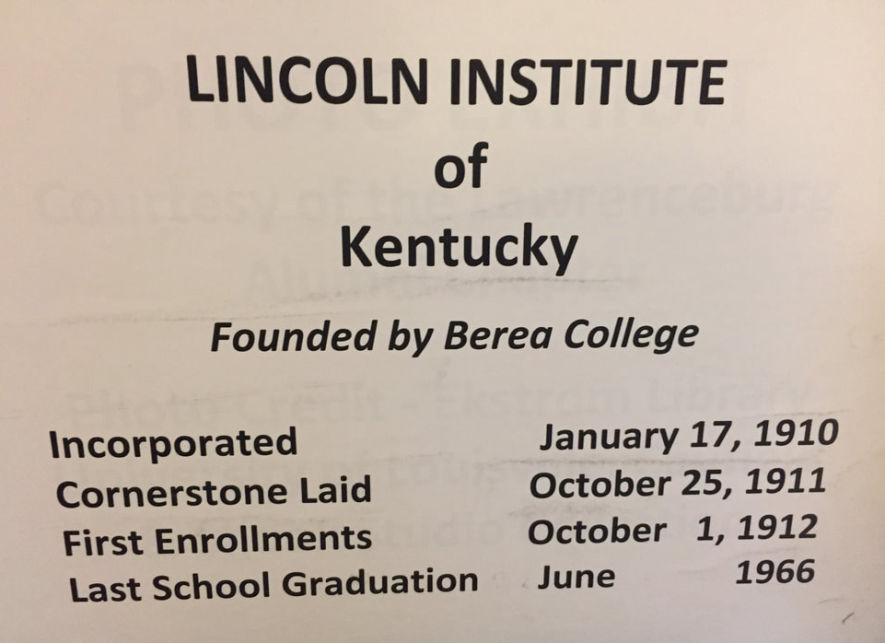 LINCOLN INSTITUTE
of
Kentucky
Founded by Berea College
Incorporated January 17, 1910
Cornerstone Laid October 25, 1911
First Enrollments October 1, 1912
Last School Graduation June 1966